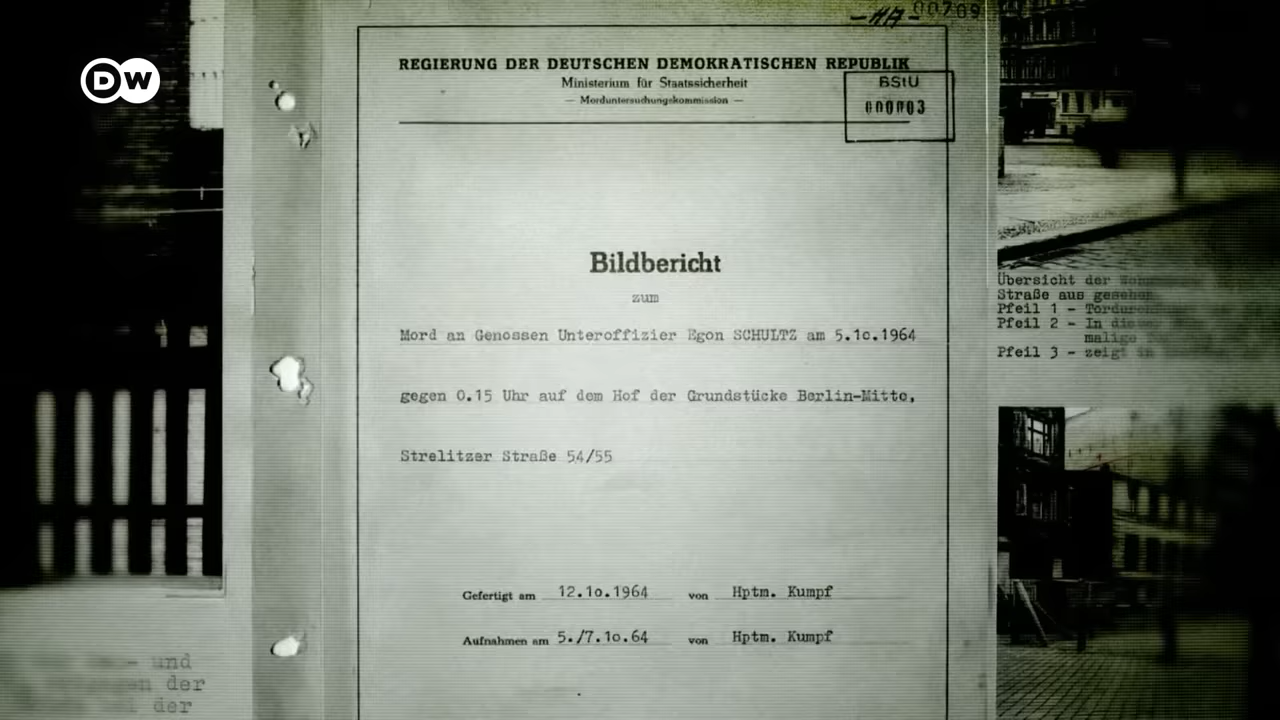 DW
00709
REGIERUNG DER DEUTSCHEN DEMOKRATISCHEN REPUBLIK
Ministerium für Staatssicherheit
— Morduntersuchungskommission —
BStU
000003
Bildbericht
zum
Mord an Genossen Unteroffizier Egon SCHULTZ am 5.1o.1964
gegen 0.15 Uhr auf dem Hof der Grundstücke Berlin-Mitte,
Strelitzer Straße 54/55
Gefertigt am 12.1o.1964 von Hptm. Kumpf
Aufnahmen am 5./7.1o.64 von Hptm. Kumpf
Übersicht der
Straße aus gesehen
Pfeil 1 -
Pfeil 2 - In
malige
Pfeil 3 - zeigt
- und
der
der